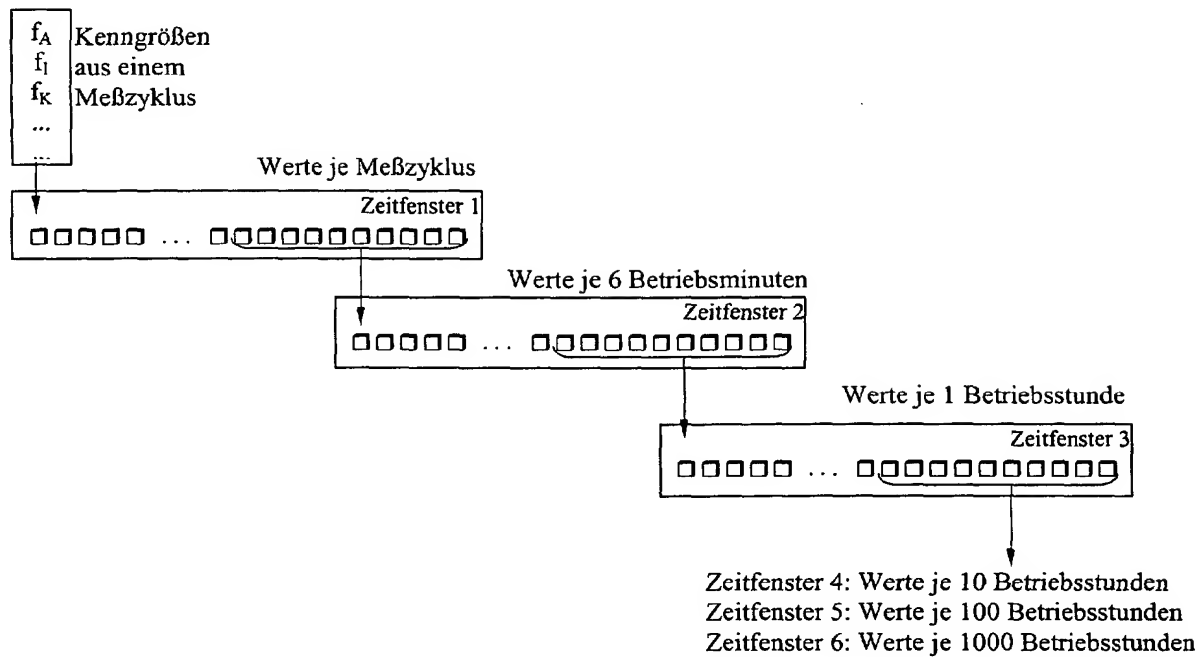 f_A Kenngrößen
f_I aus einem
f_K Meßzyklus
...
...
Werte je Meßzyklus
Zeitfenster 1
...
Werte je 6 Betriebsminuten
Zeitfenster 2
...
Werte je 1 Betriebsstunde
Zeitfenster 3
...
Zeitfenster 4: Werte je 10 Betriebsstunden
Zeitfenster 5: Werte je 100 Betriebsstunden
Zeitfenster 6: Werte je 1000 Betriebsstunden